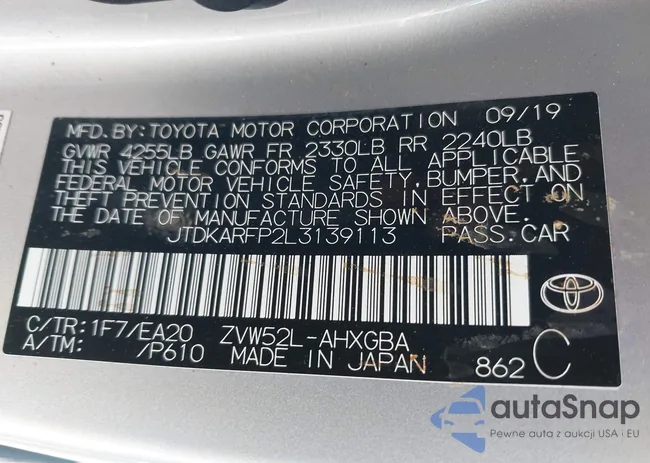 MFD.BY:TOYOTA MOTOR CORPORATION 09/19
GVWR 4255LB GAWR FR 2330LB RR 2240LB
THIS VEHICLE CONFORMS TO ALL APPLICABLE
FEDERAL MOTOR VEHICLE SAFETY, BUMPER,AND
THEFT PREVENTION STANDARDS IN EFFECT ON
THE DATE OF MANUFACTURE SHOWN ABOVE.
JTDKARFP2L3139113 PASS.CAR
C/TR:1F7/EA20 ZVW52L-AHXGBA
A/TM: /P610 MADE IN JAPAN 862 C
autaSnap
Pewne auta z aukcji USA i EU